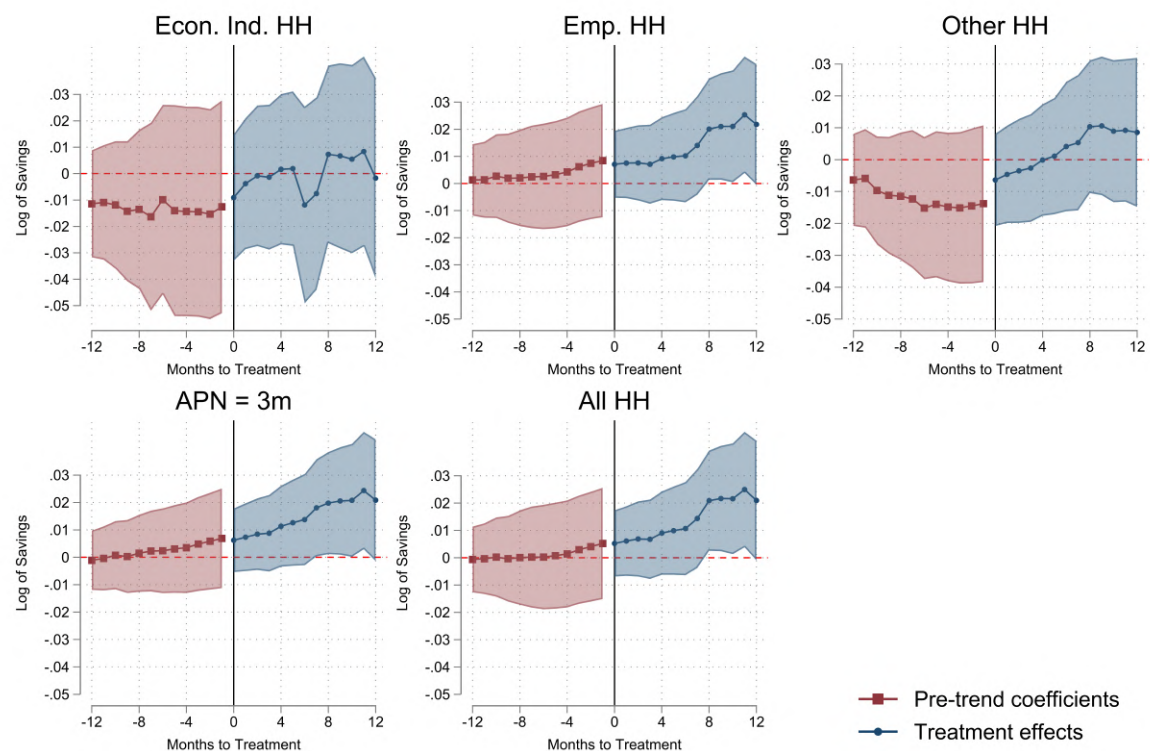 Econ. Ind. HH
Log of Savings
.03
.02
.01
0
-.01
-.02
-.03
-.04
-.05
-12 -8 -4 0 4 8 12
Months to Treatment
Emp. HH
Log of Savings
.03
.02
.01
0
-.01
-.02
-.03
-.04
-.05
-12 -8 -4 0 4 8 12
Months to Treatment
Other HH
Log of Savings
.03
.02
.01
0
-.01
-.02
-.03
-.04
-.05
-12 -8 -4 0 4 8 12
Months to Treatment
APN = 3m
Log of Savings
.03
.02
.01
0
-.01
-.02
-.03
-.04
-.05
-12 -8 -4 0 4 8 12
Months to Treatment
All HH
Log of Savings
.03
.02
.01
0
-.01
-.02
-.03
-.04
-.05
-12 -8 -4 0 4 8 12
Months to Treatment
Pre-trend coefficients
Treatment effects